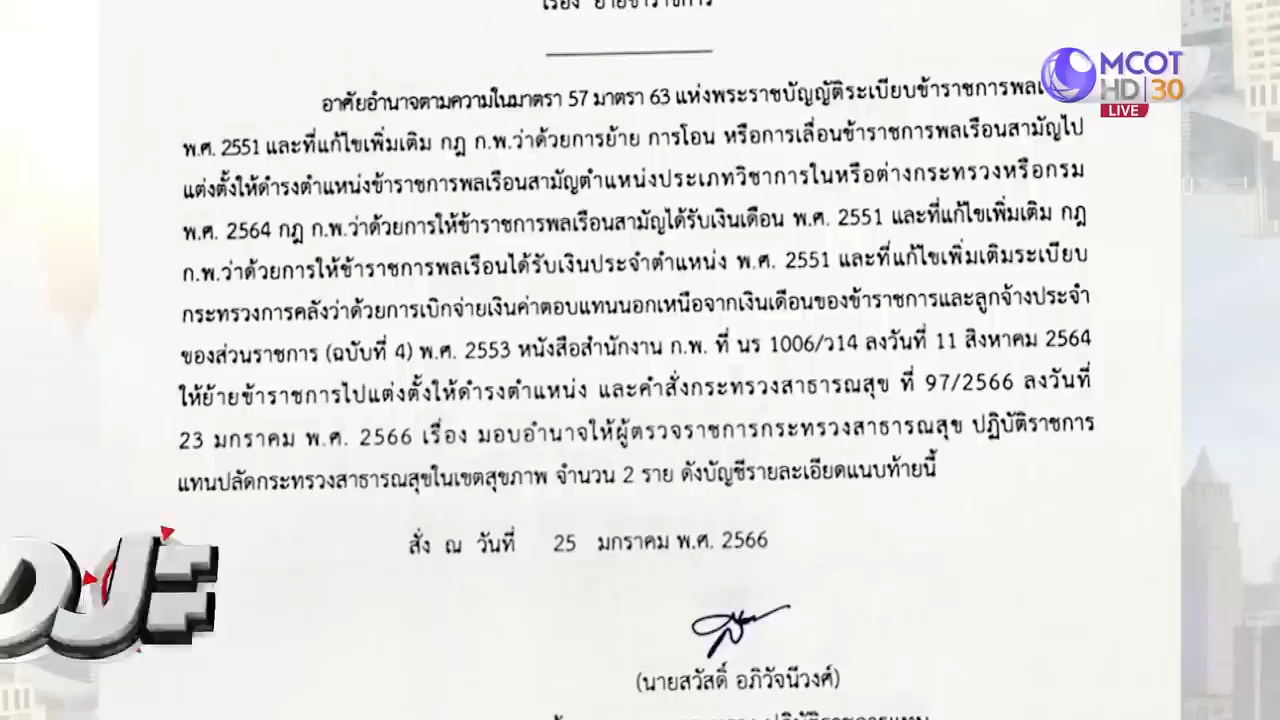 เรื่อง ย้ายข้าราชการ
อาศัยอำนาจตามความในมาตรา 57 มาตรา 63 แห่งพระราชบัญญัติระเบียบข้าราชการพลเ
พ.ศ. 2551 และที่แก้ไขเพิ่มเติม กฎ ก.พ.ว่าด้วยการย้าย การโอน หรือการเลื่อนข้าราชการพลเรือนสามัญไป
แต่งตั้งให้ดำรงตำแหน่งข้าราชการพลเรือนสามัญตำแหน่งประเภทวิชาการในหรือต่างกระทรวงหรือกรม
พ.ศ. 2564 กฎ ก.พ.ว่าด้วยการให้ข้าราชการพลเรือนสามัญได้รับเงินเดือน พ.ศ. 2551 และที่แก้ไขเพิ่มเติม กฎ
ก.พ.ว่าด้วยการให้ข้าราชการพลเรือนได้รับเงินประจำตำแหน่ง พ.ศ. 2551 และที่แก้ไขเพิ่มเติมระเบียบ
กระทรวงการคลังว่าด้วยการเบิกจ่ายเงินค่าตอบแทนนอกเหนือจากเงินเดือนของข้าราชการและลูกจ้างประจำ
ของส่วนราชการ (ฉบับที่ 4) พ.ศ. 2553 หนังสือสำนักงาน ก.พ. ที่ นร 1006/ว14 ลงวันที่ 11 สิงหาคม 2564
ให้ย้ายข้าราชการไปแต่งตั้งให้ดำรงตำแหน่ง และคำสั่งกระทรวงสาธารณสุข ที่ 97/2566 ลงวันที่
23 มกราคม พ.ศ. 2566 เรื่อง มอบอำนาจให้ผู้ตรวจราชการกระทรวงสาธารณสุข ปฏิบัติราชการ
แทนปลัดกระทรวงสาธารณสุขในเขตสุขภาพ จำนวน 2 ราย ดังบัญชีรายละเอียดแนบท้ายนี้
สั่ง ณ วันที่ 25 มกราคม พ.ศ. 2566
(นายสวัสดิ์ อภิวัจนีวงศ์)
MCOT
HD 30
LIVE